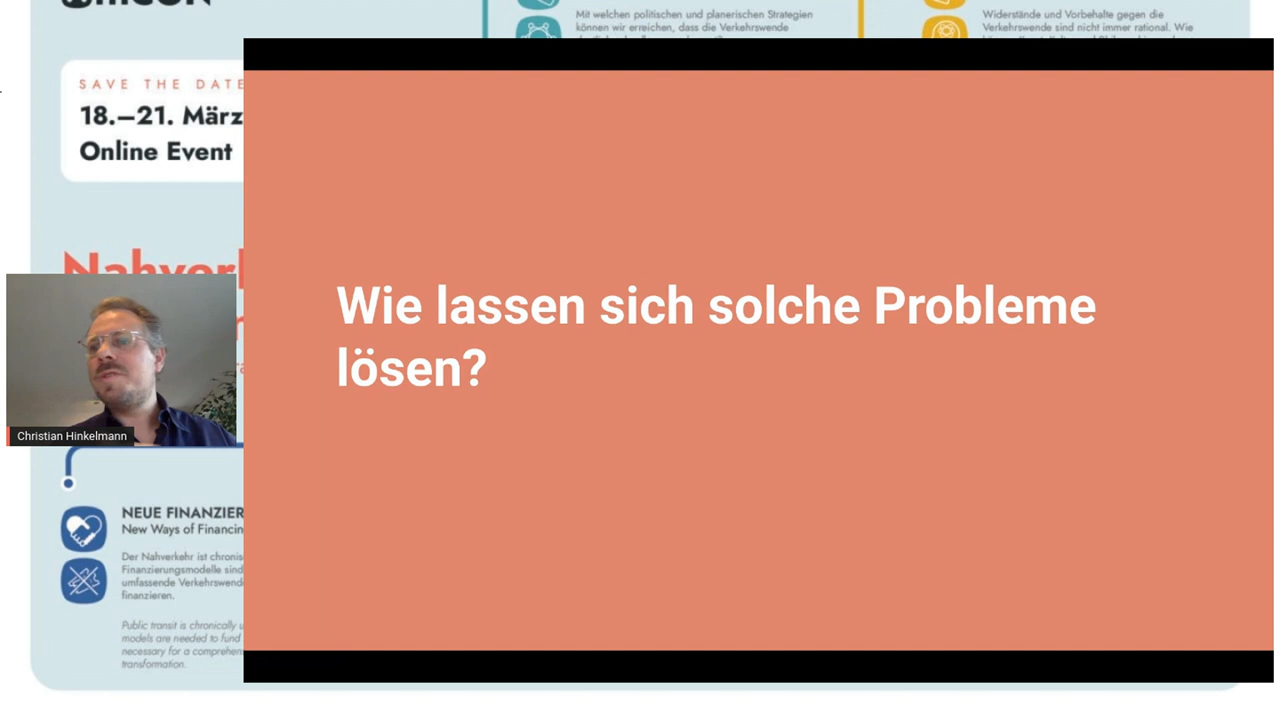 Mit welchen politischen und planerischen Strategien
können wir erreichen, dass die Verkehrswende
Widerstände und Vorbehalte gegen die
Verkehrswende sind nicht immer rational. Wie
SAVE THE DATE
18.–21. März
Online Event
Wie lassen sich solche Probleme
lösen?
Christian Hinkelmann
NEUE FINANZIER
New Ways of Financin
Der Nahverkehr ist chronis
Finanzierungsmodelle sind
umfassende Verkehrswend
finanzieren.
Public transit is chronically u
models are needed to fund
necessary for a comprehen
transformation.